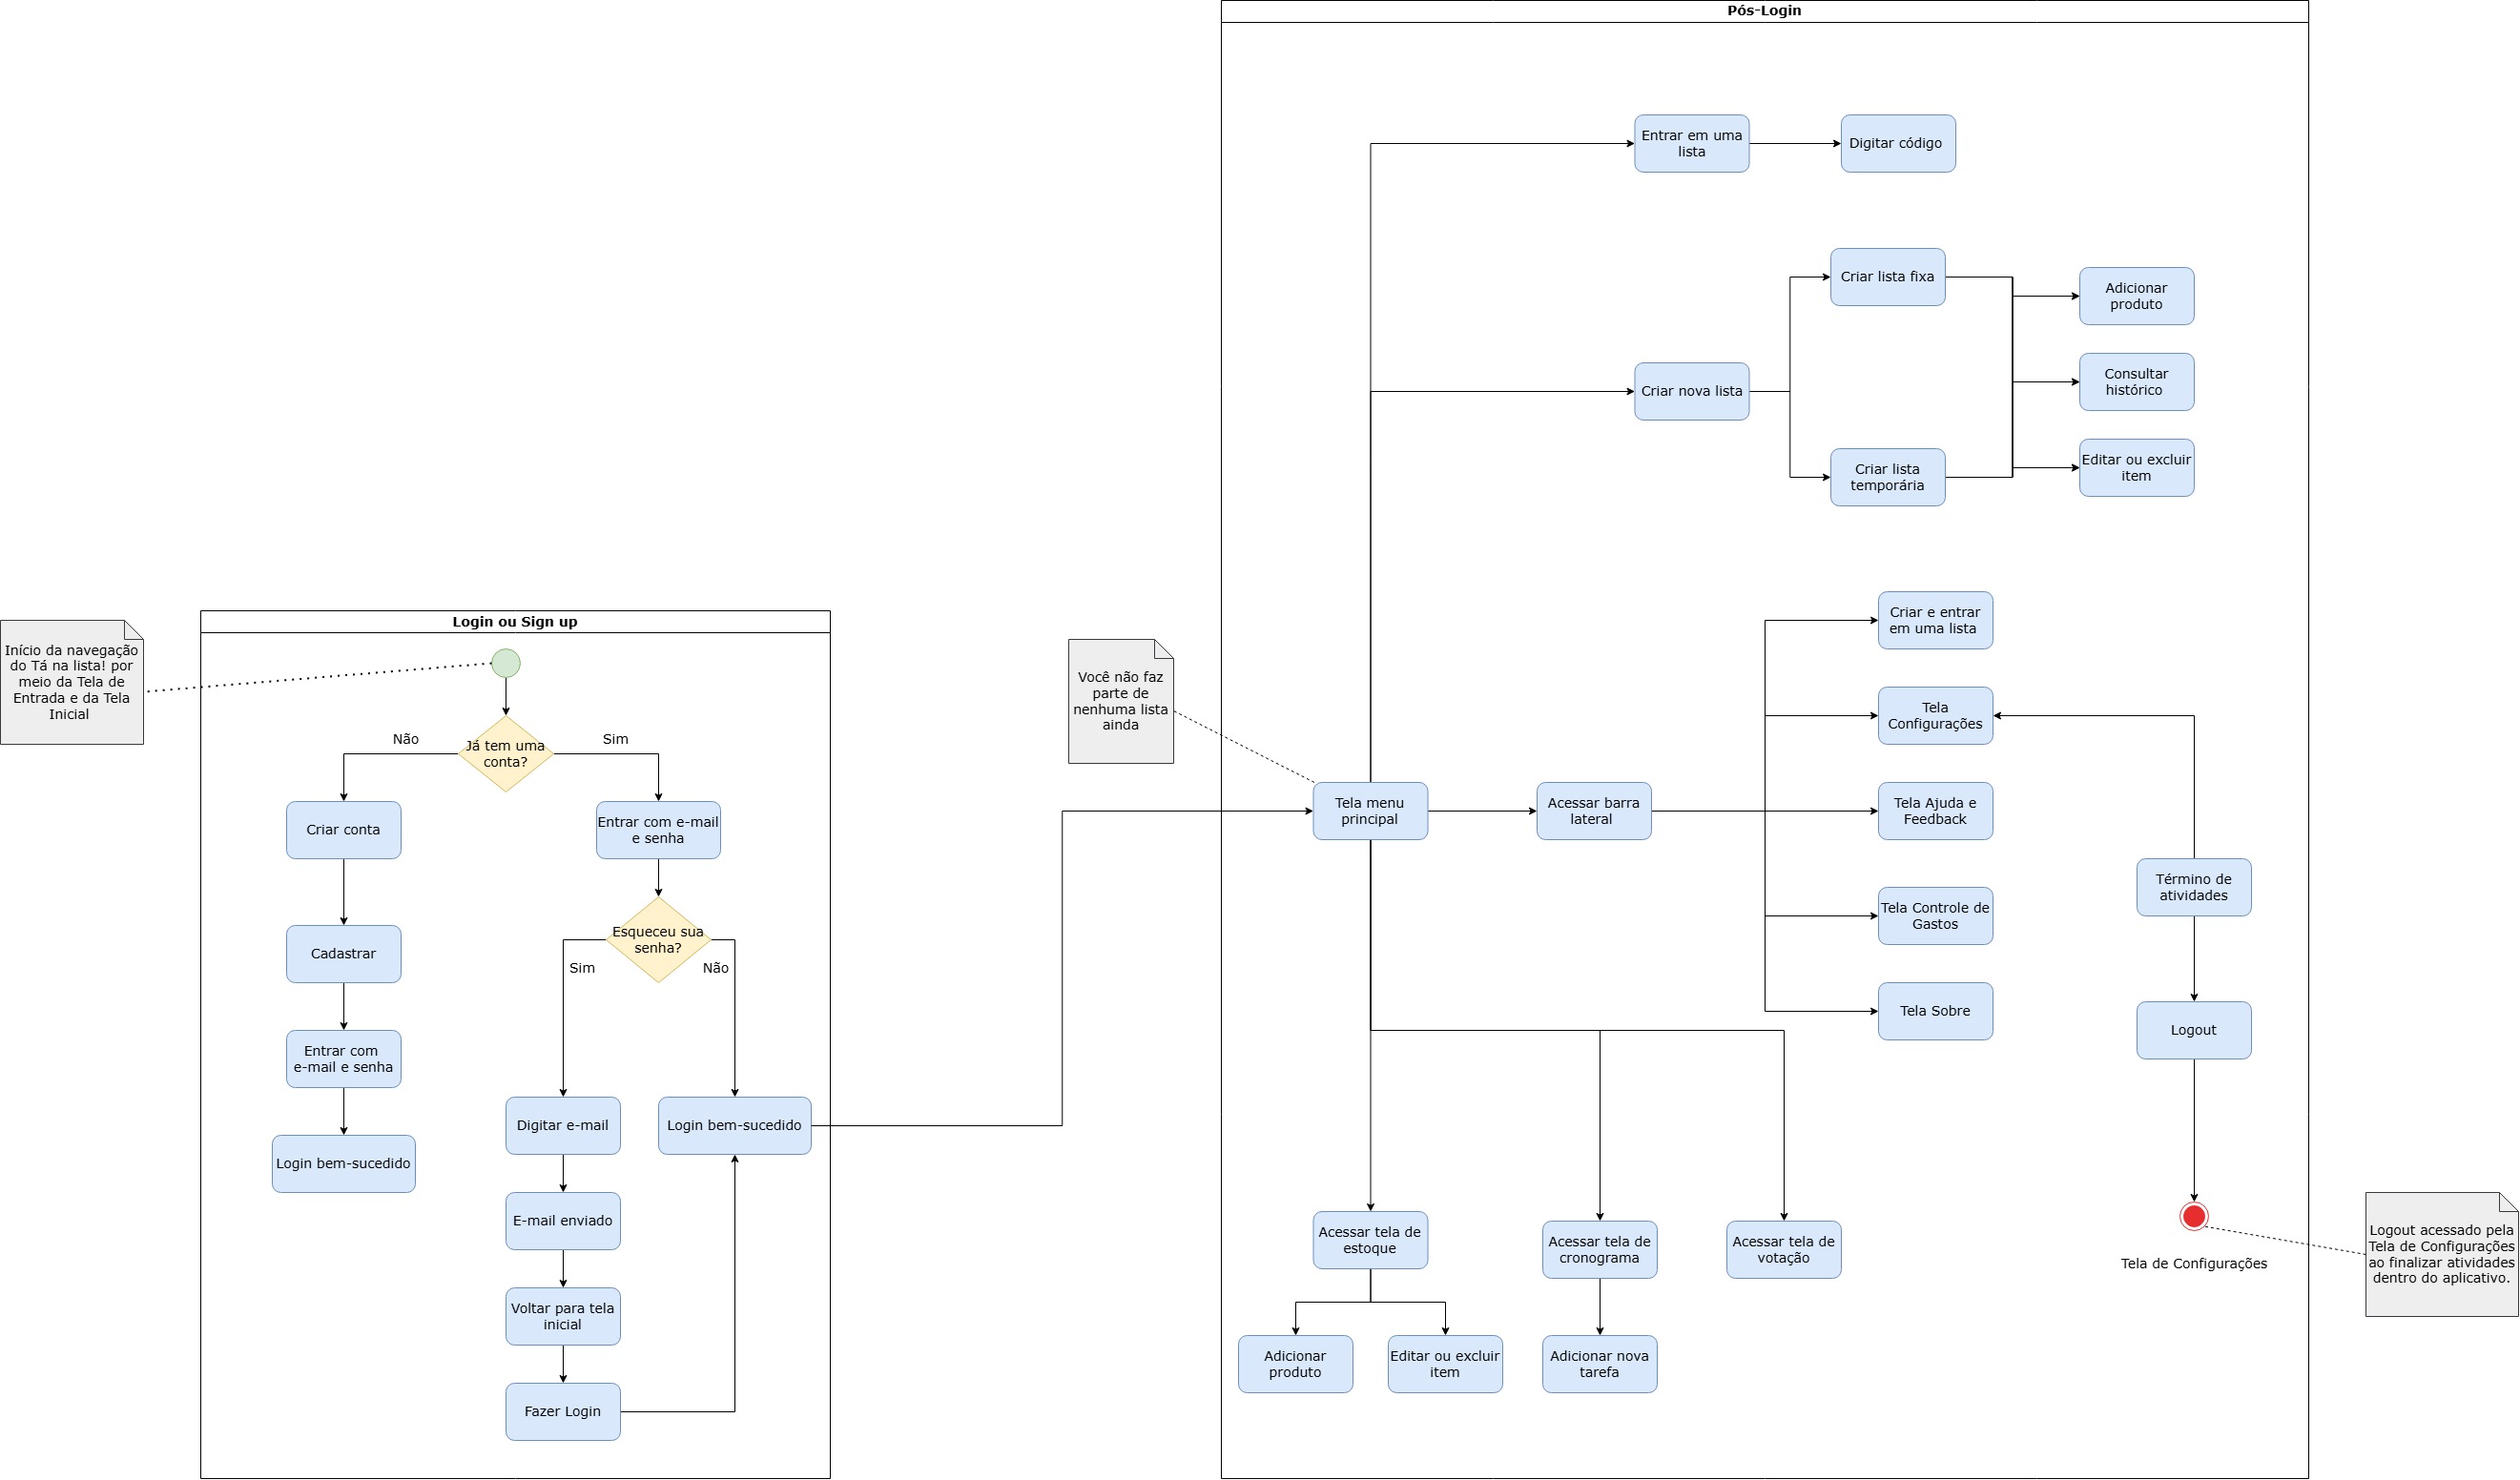 Pós-Login
Entrar em uma
lista
Digitar código
Criar lista fixa
Adicionar
produto
Criar nova lista
Consultar
histórico
Criar lista
temporária
Editar ou excluir
item
Login ou Sign up
Início da navegação
do Tá na lista! por
meio da Tela de
Entrada e da Tela
Inicial
Já tem uma
conta?
Não
Sim
Criar conta
Entrar com e-mail
e senha
Cadastrar
Esqueceu sua
senha?
Sim
Não
Entrar com
e-mail e senha
Login bem-sucedido
Digitar e-mail
Login bem-sucedido
E-mail enviado
Voltar para tela
inicial
Fazer Login
Você não faz
parte de
nenhuma lista
ainda
Tela menu
principal
Acessar barra
lateral
Criar e entrar
em uma lista
Tela
Configurações
Tela Ajuda e
Feedback
Tela Controle de
Gastos
Tela Sobre
Término de
atividades
Logout
Tela de Configurações
Logout acessado pela
Tela de Configurações
ao finalizar atividades
dentro do aplicativo.
Acessar tela de
estoque
Acessar tela de
cronograma
Acessar tela de
votação
Adicionar
produto
Editar ou excluir
item
Adicionar nova
tarefa